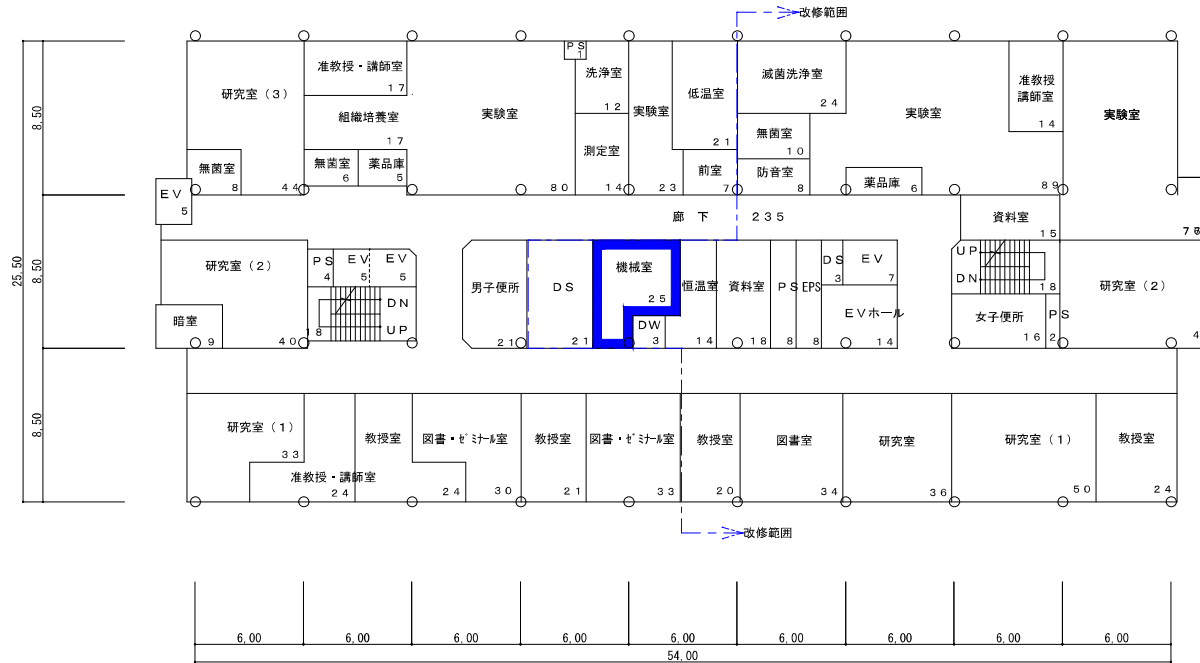 改修範囲
准教授・講師室
17
研究室(3)
組織培養室
17
無菌室
8
44
無菌室
6
薬品庫
5
実験室
80
PS
1
洗浄室
12
測定室
14
実験室
23
低温室
21
前室
7
滅菌洗浄室
24
無菌室
10
防音室
8
実験室
89
薬品庫
6
准教授
講師室
14
実験室
EV
5
廊 下 235
資料室
15
研究室(2)
40
暗室
9
PS
4
EV
5
EV
5
DN
UP
18
男子便所
21
DS
21
機械室
25
DW
3
恒温室
14
資料室
18
PS
8
EPS
8
DS
3
EV
7
EVホール
14
UP
DN
18
女子便所
16
PS
2
研究室(2)
4
研究室(1)
33
准教授・講師室
24
教授室
24
図書・ゼミナール室
30
教授室
21
図書・ゼミナール室
33
教授室
20
図書室
34
研究室
36
研究室(1)
50
教授室
24
改修範囲
8,50
8,50
8,50
25,50
6,00
6,00
6,00
6,00
6,00
6,00
6,00
6,00
6,00
54,00